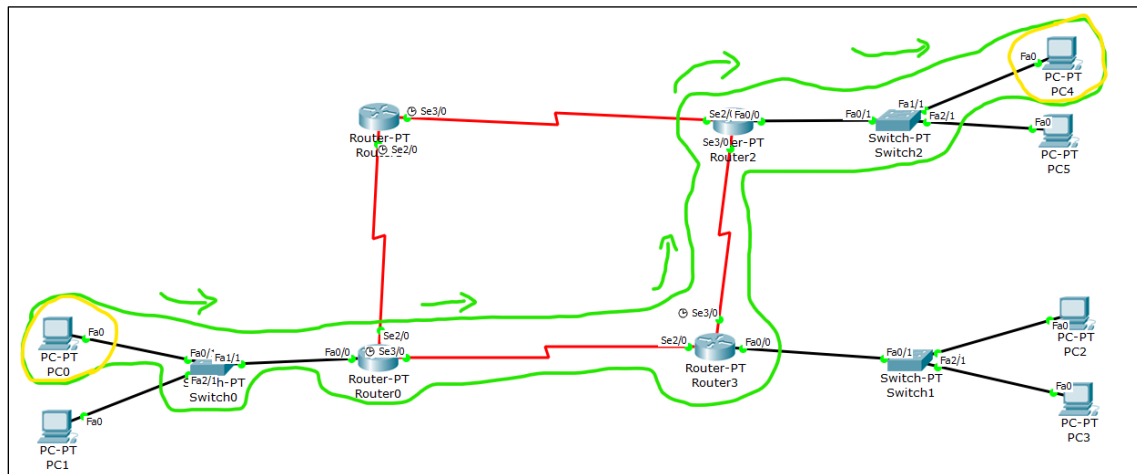 Fa0
PC-PT
PC4
Se3/0
Se2/0
Fa0/0
Fa0/1
Fa1/1
Fa2/1
Fa0
Router-PT
Se2/0
Se3/0
Router2
Switch-PT
Switch2
PC-PT
PC5
Se3/0
Fa0
PC-PT
PC0
Se2/0
Fa1/1
Fa0/0
Se3/0
Se2/0
Fa0/0
Fa0/1
Fa2/1
Fa0
PC-PT
PC2
Fa2/1
Switch0
Router-PT
Router0
Router-PT
Router3
Switch-PT
Switch1
Fa0
PC-PT
PC1
Fa0
PC-PT
PC3